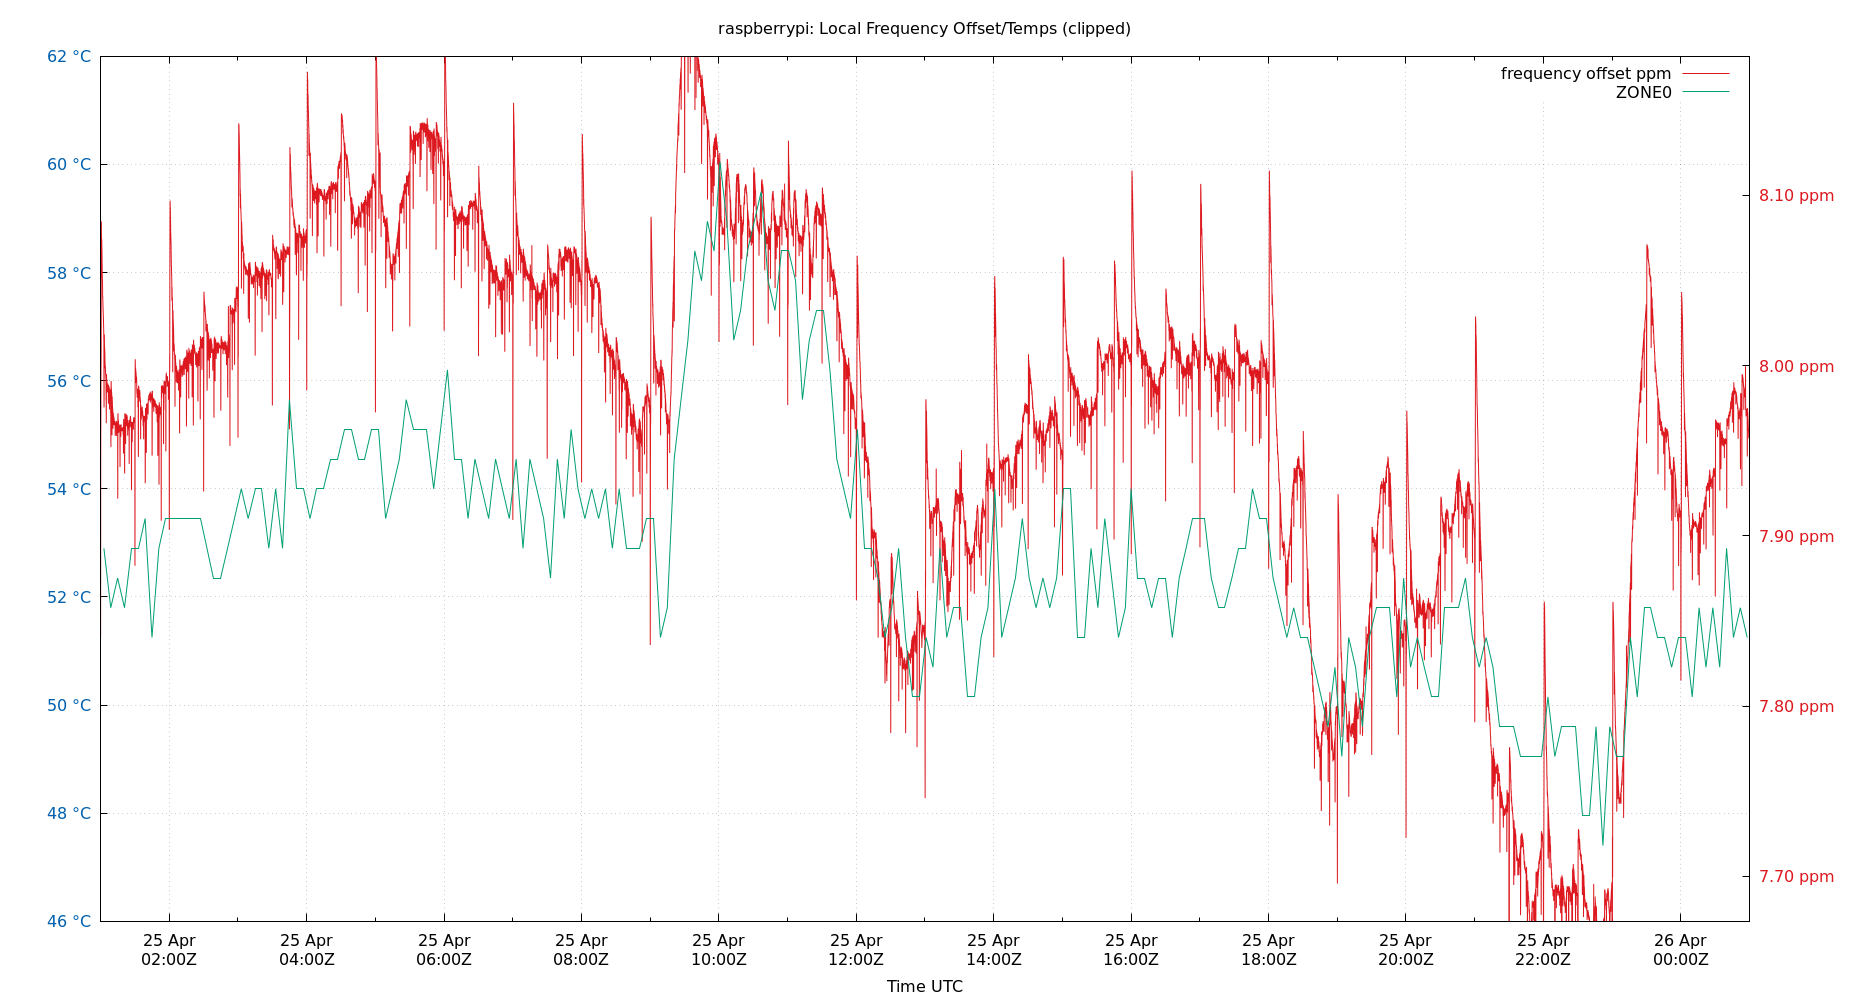 raspberrypi: Local Frequency Offset/Temps (clipped)
frequency offset ppm
ZONE0
62 °C
60 °C
58 °C
56 °C
54 °C
52 °C
50 °C
48 °C
46 °C
8.10 ppm
8.00 ppm
7.90 ppm
7.80 ppm
7.70 ppm
25 Apr 25 Apr 25 Apr 25 Apr 25 Apr 25 Apr 25 Apr 25 Apr 25 Apr 25 Apr 25 Apr 26 Apr
02:00Z 04:00Z 06:00Z 08:00Z 10:00Z 12:00Z 14:00Z 16:00Z 18:00Z 20:00Z 22:00Z 00:00Z
Time UTC